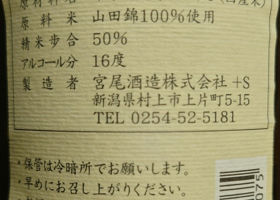 原料米 山田錦100%使用
精米歩合 50%
アルコール分 16度
製造者 宮尾酒造株式会社 +S
新潟県村上市上片町5-15
TEL 0254-52-5181
・保管は冷暗所でお願いします。
・早めにお召し上がりください。